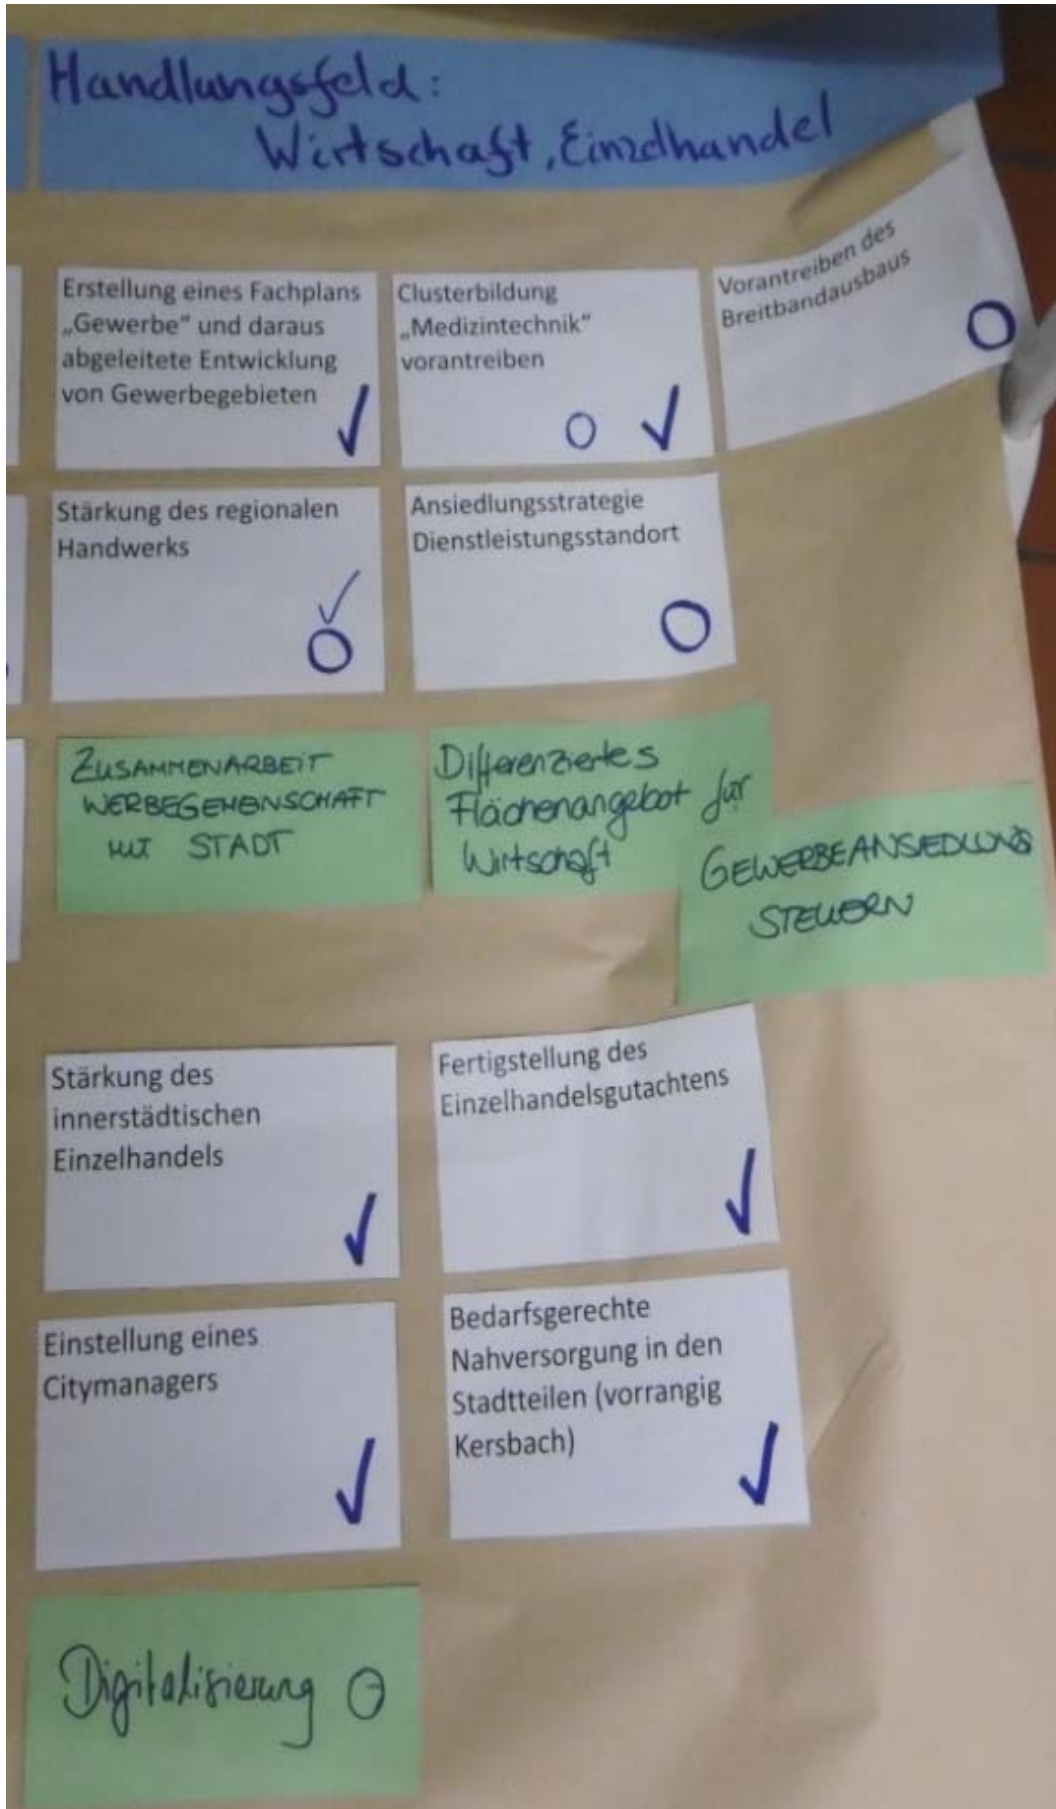 Handlungsfeld:
Wirtschaft, Einzelhandel
Erstellung eines Fachplans
„Gewerbe“ und daraus
abgeleitete Entwicklung
von Gewerbegebieten
Clusterbildung
„Medizintechnik“
vorantreiben
Vorantreiben des
Breitbandausbaus
Stärkung des regionalen
Handwerks
Ansiedlungsstrategie
Dienstleistungsstandort
ZUSAMMENARBEIT
WERBEGEMEINSCHAFT
MIT STADT
Differenziertes
Flächenangebot für
Wirtschaft
GEWERBEANSIEDLUNG
STEUERN
Stärkung des
innerstädtischen
Einzelhandels
Fertigstellung des
Einzelhandelsgutachtens
Einstellung eines
Citymanagers
Bedarfsgerechte
Nahversorgung in den
Stadtteilen (vorrangig
Kersbach)
Digitalisierung